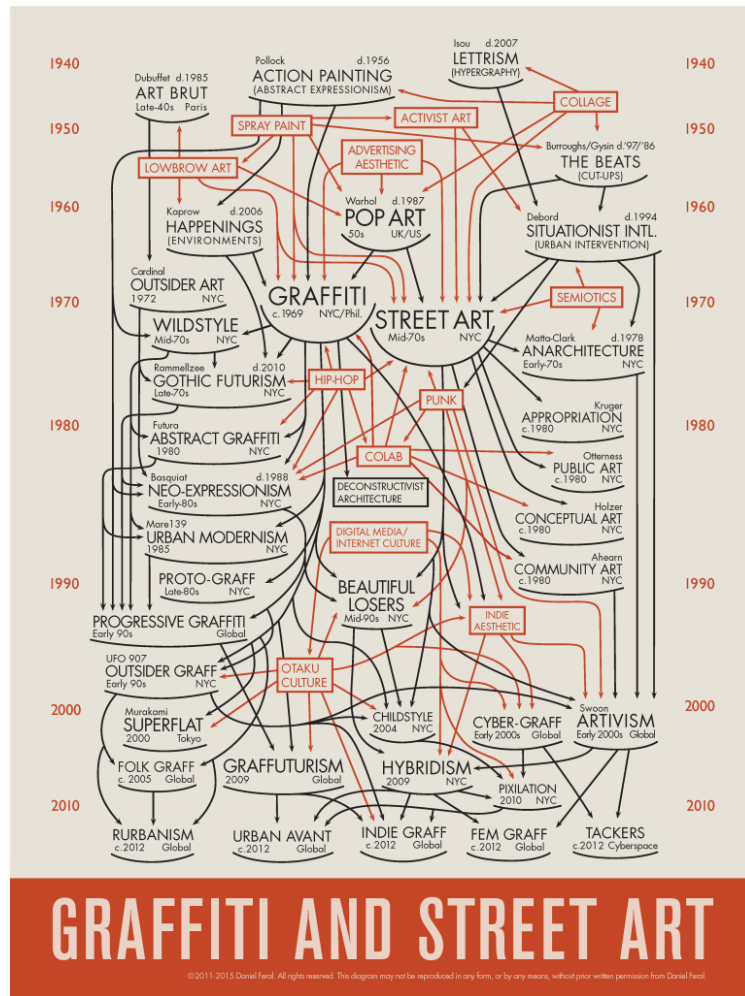 1940
Isou d.2007
LETTRISM
(HYPERGRAPHY)
1940
Pollock d.1956
ACTION PAINTING
(ABSTRACT EXPRESSIONISM)
Dubuffet d.1985
ART BRUT
Late-40s Paris
COLLAGE
1950
SPRAY PAINT
ACTIVIST ART
1950
ADVERTISING
AESTHETIC
Burroughs/Gysin d.'97/'86
THE BEATS
(CUT-UPS)
LOWBROW ART
1960
Kaprow d.2006
HAPPENINGS
(ENVIRONMENTS)
Warhol d.1987
POP ART
50s UK/US
Debord d.1994
SITUATIONIST INTL.
(URBAN INTERVENTION)
1960
Cardinal
OUTSIDER ART
1972 NYC
1970
GRAFFITI
c.1969 NYC/Phil.
STREET ART
Mid-70s NYC
SEMIOTICS
1970
WILDSTYLE
Mid-70s NYC
Matta-Clark d.1978
ANARCHITECTURE
Early-70s NYC
Rammellzee d.2010
GOTHIC FUTURISM
Late-70s NYC
HIP-HOP
PUNK
Kruger
APPROPRIATION
c.1980 NYC
1980
Futura
ABSTRACT GRAFFITI
1980 NYC
COLAB
Otterness
PUBLIC ART
c.1980 NYC
1980
Basquiat d.1988
NEO-EXPRESSIONISM
Early-80s NYC
DECONSTRUCTIVIST
ARCHITECTURE
Holzer
CONCEPTUAL ART
c.1980 NYC
Mare139
URBAN MODERNISM
1985 NYC
DIGITAL MEDIA/
INTERNET CULTURE
Ahearn
COMMUNITY ART
c.1980 NYC
1990
PROTO-GRAFF
Late-80s NYC
BEAUTIFUL
LOSERS
Mid-90s NYC
1990
PROGRESSIVE GRAFFITI
Early 90s Global
INDIE
AESTHETIC
UFO 907
OUTSIDER GRAFF
Early 90s NYC
OTAKU
CULTURE
2000
Murakami
SUPERFLAT
2000 Tokyo
CHILDSTYLE
2004 NYC
CYBER-GRAFF
Early 2000s Global
Swoon
ARTIVISM
Early 2000s Global
2000
FOLK GRAFF
c. 2005 Global
GRAFFUTURISM
2009 Global
HYBRIDISM
2009 NYC
PIXILATION
2010 NYC
2010
2010
RURBANISM
c.2012 Global
URBAN AVANT
c.2012 Global
INDIE GRAFF
c.2012 Global
FEM GRAFF
c.2012 Global
TACKERS
c.2012 Cyberspace
GRAFFITI AND STREET ART
©2011-2015 Daniel Feral. All rights reserved. This diagram may not be reproduced in any form, or by any means, without prior written permission from Daniel Feral.